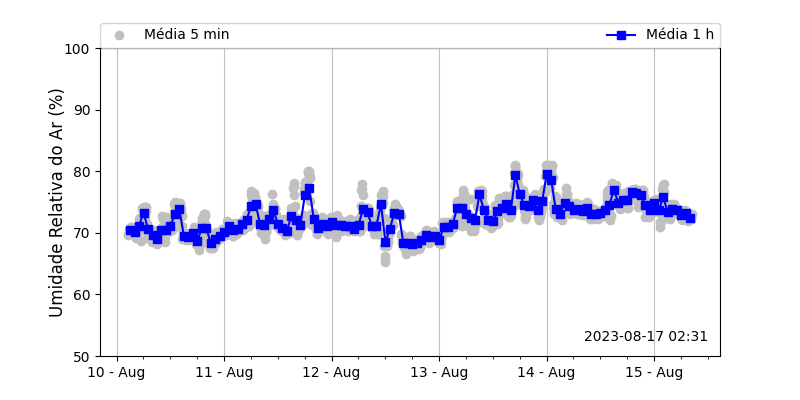 Média 5 min
Média 1 h
Umidade Relativa do Ar (%)
100
90
80
70
60
50
2023-08-17 02:31
10 - Aug
11 - Aug
12 - Aug
13 - Aug
14 - Aug
15 - Aug